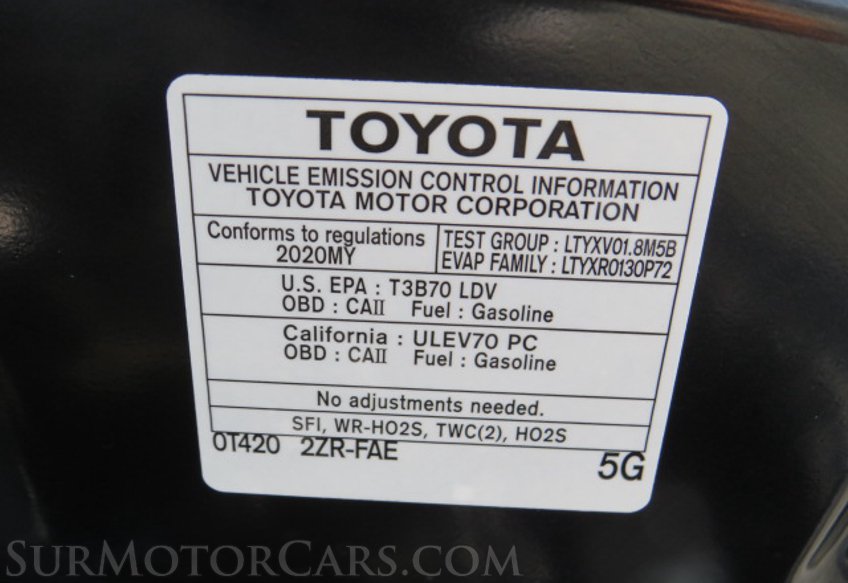 TOYOTA
VEHICLE EMISSION CONTROL INFORMATION
TOYOTA MOTOR CORPORATION
Conforms to regulations
2020MY
TEST GROUP : LTYXV01.8M5B
EVAP FAMILY : LTYXR0130P72
U.S. EPA : T3B70 LDV
OBD : CAII Fuel : Gasoline
California : ULEV70 PC
OBD : CAII Fuel : Gasoline
No adjustments needed.
SFI, WR-HO2S, TWC(2), HO2S
0T420 2ZR-FAE
5G
SurMotorCars.com